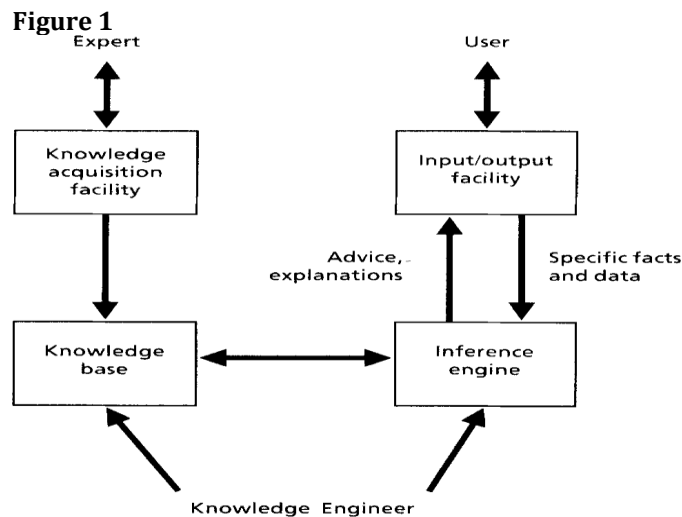 Figure 1
Expert
User
Knowledge
acquisition
facility
Input/output
facility
Advice,
explanations
Specific facts
and data
Knowledge
base
Inference
engine
Knowledge Engineer